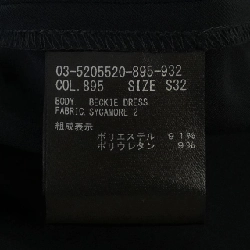 03-5205520-895-932
COL.895 SIZE S32
BODY BECKIE DRESS
FABRIC SYCAMORE 2
組成表示
ポリエステル 91%
ポリウレタン 9%